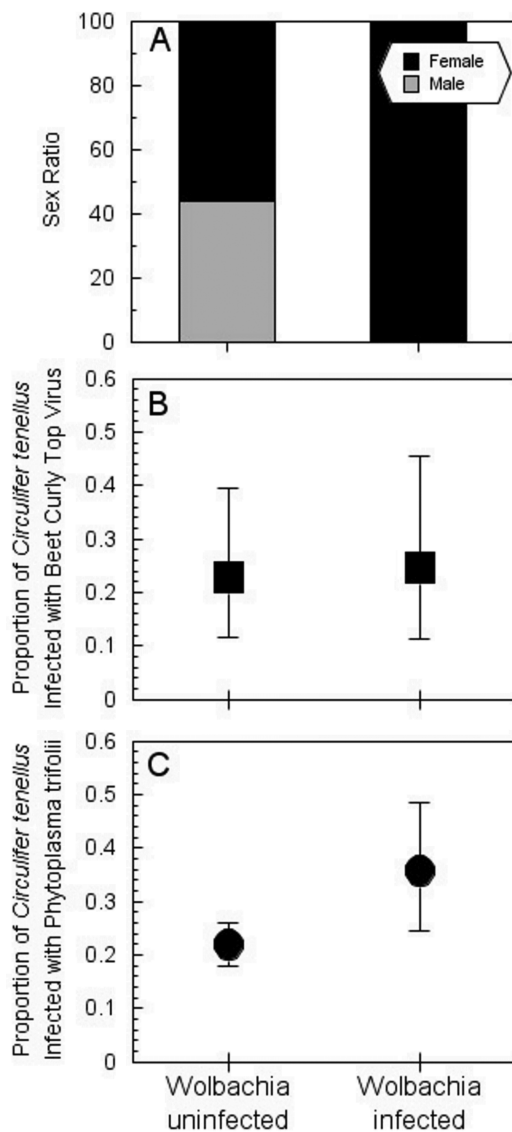 A
Female
Male
100
80
60
40
20
0
Sex Ratio
B
0.6
0.5
0.4
0.3
0.2
0.1
0
Proportion of Circulifer tenellus
Infected with Beet Curly Top Virus
C
0.6
0.5
0.4
0.3
0.2
0.1
0
Proportion of Circulifer tenellus
Infected with Phytoplasma trifolii
Wolbachia
uninfected
Wolbachia
infected